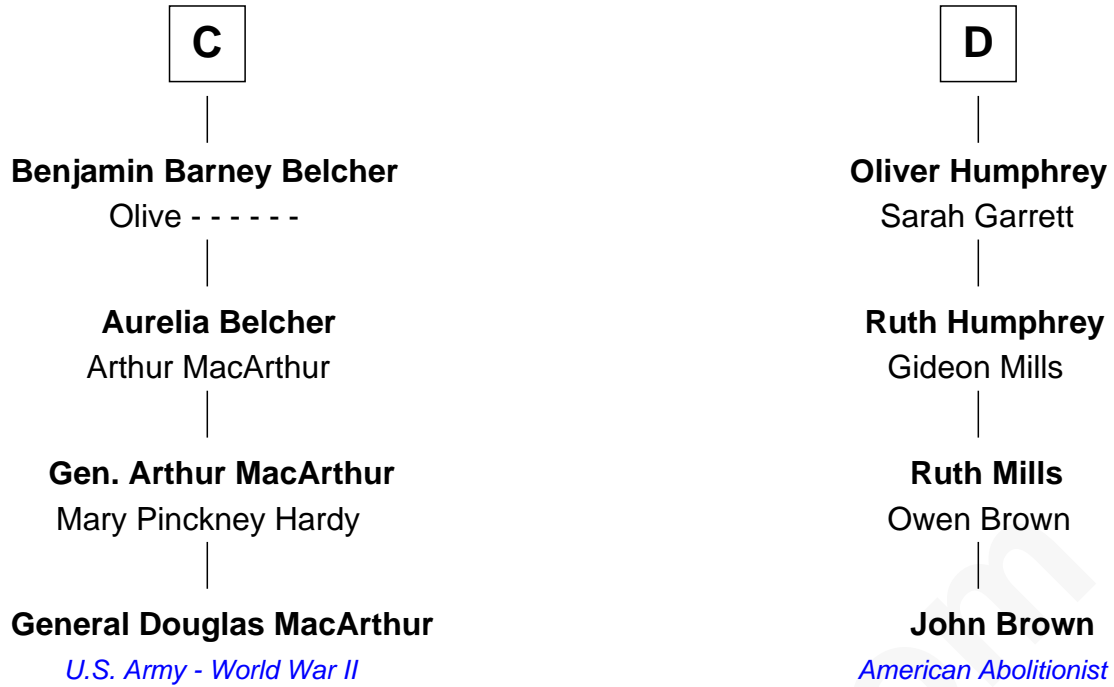 C
D
Benjamin Barney Belcher
Olive - - - - - -
Oliver Humphrey
Sarah Garrett
Aurelia Belcher
Arthur MacArthur
Ruth Humphrey
Gideon Mills
Gen. Arthur MacArthur
Mary Pinckney Hardy
Ruth Mills
Owen Brown
General Douglas MacArthur
U.S. Army - World War II
John Brown
American Abolitionist